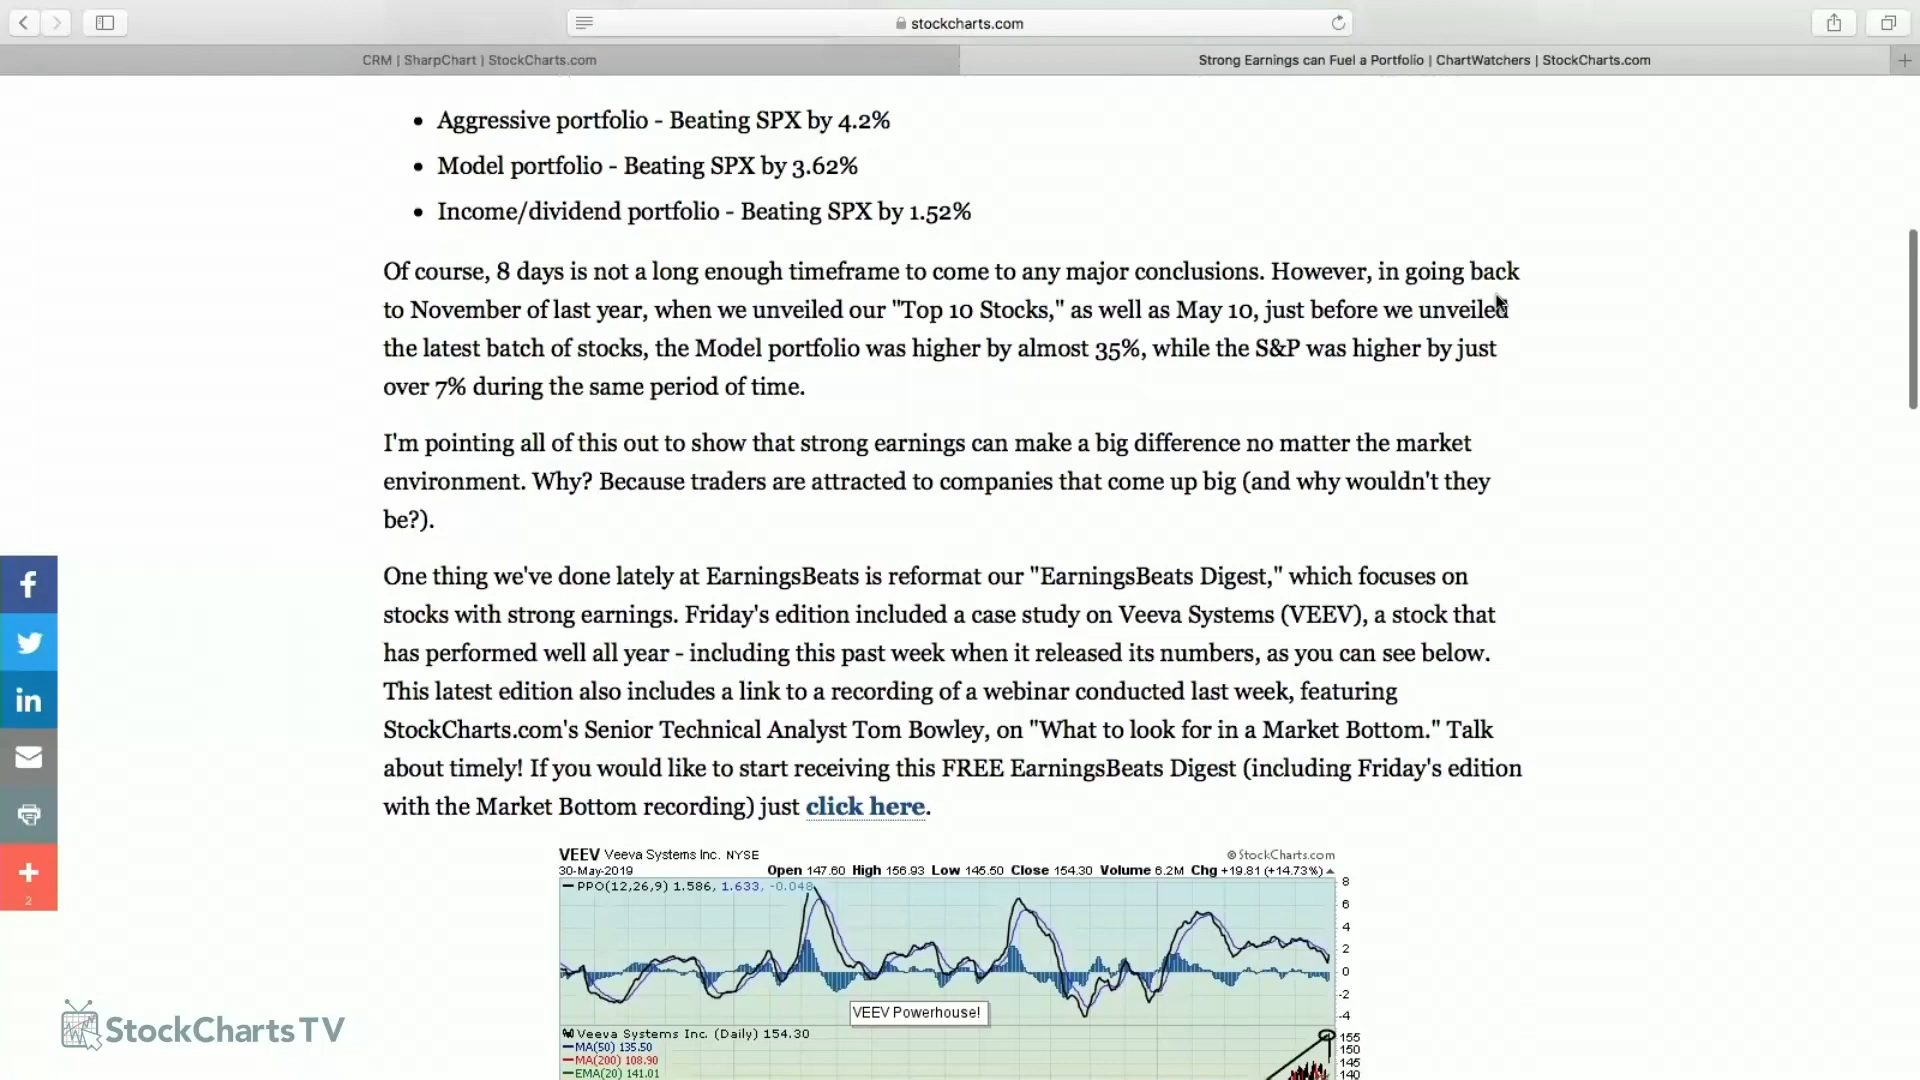 stockcharts.com
CRM | SharpChart | StockCharts.com
Strong Earnings can Fuel a Portfolio | ChartWatchers | StockCharts.com
• Aggressive portfolio - Beating SPX by 4.2%
• Model portfolio - Beating SPX by 3.62%
• Income/dividend portfolio - Beating SPX by 1.52%
Of course, 8 days is not a long enough timeframe to come to any major conclusions. However, in going back
to November of last year, when we unveiled our "Top 10 Stocks," as well as May 10, just before we unveiled
the latest batch of stocks, the Model portfolio was higher by almost 35%, while the S&P was higher by just
over 7% during the same period of time.
I'm pointing all of this out to show that strong earnings can make a big difference no matter the market
environment. Why? Because traders are attracted to companies that come up big (and why wouldn't they
be?).
One thing we've done lately at EarningsBeats is reformat our "EarningsBeats Digest," which focuses on
stocks with strong earnings. Friday's edition included a case study on Veeva Systems (VEEV), a stock that
has performed well all year - including this past week when it released its numbers, as you can see below.
This latest edition also includes a link to a recording of a webinar conducted last week, featuring
StockCharts.com's Senior Technical Analyst Tom Bowley, on "What to look for in a Market Bottom." Talk
about timely! If you would like to start receiving this FREE EarningsBeats Digest (including Friday's edition
with the Market Bottom recording) just click here.
2
VEEV Veeva Systems Inc. NYSE
© StockCharts.com
30-May-2019
Open 147.60 High 156.93 Low 145.50 Close 154.30 Volume 6.2M Chg +19.81 (+14.73%)
PPO(12,26,9) 1.586, 1.633, -0.048
8
6
4
2
0
-2
-4
VEEV Powerhouse!
Veeva Systems Inc. (Daily) 154.30
MA(50) 135.50
MA(200) 108.90
EMA(20) 141.01
155
150
145
140
StockChartsTV